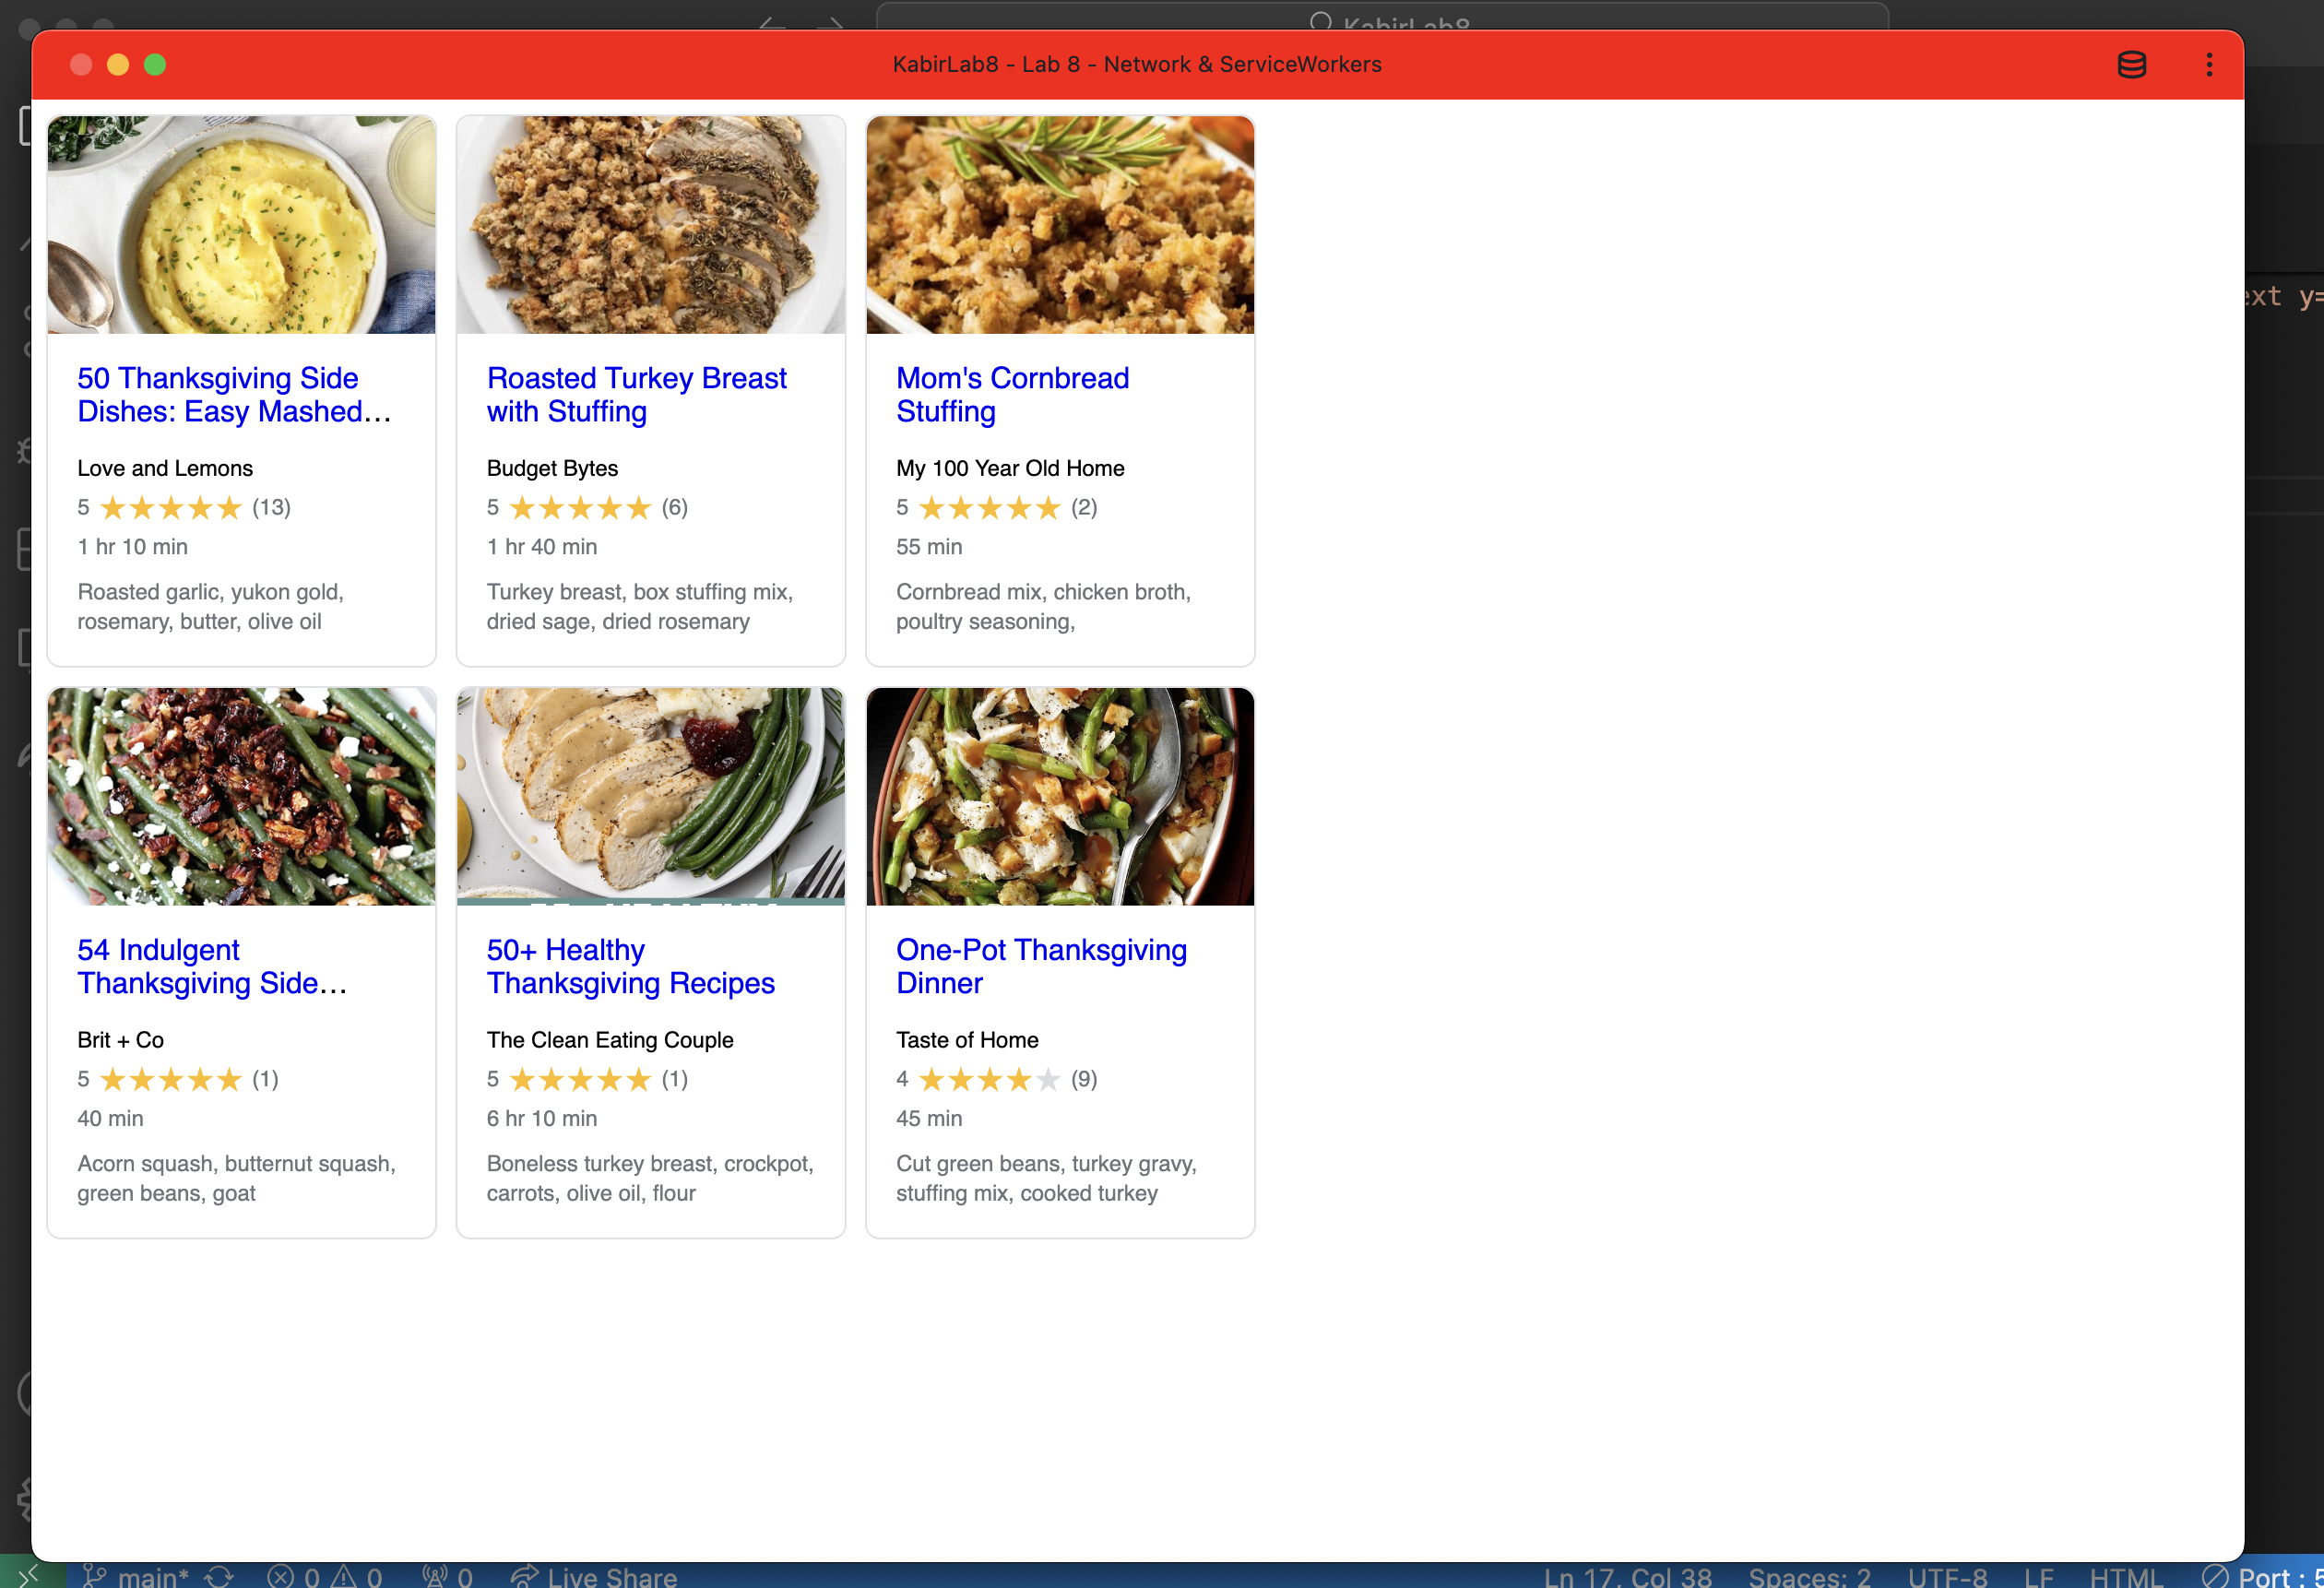 KabirLab8
KabirLab8 - Lab 8 - Network & ServiceWorkers
ext y=
50 Thanksgiving Side
Dishes: Easy Mashed...
Love and Lemons
5 ★★★★★ (13)
1 hr 10 min
Roasted garlic, yukon gold,
rosemary, butter, olive oil
Roasted Turkey Breast
with Stuffing
Budget Bytes
5 ★★★★★ (6)
1 hr 40 min
Turkey breast, box stuffing mix,
dried sage, dried rosemary
Mom's Cornbread
Stuffing
My 100 Year Old Home
5 ★★★★★ (2)
55 min
Cornbread mix, chicken broth,
poultry seasoning,
54 Indulgent
Thanksgiving Side...
Brit + Co
5 ★★★★★ (1)
40 min
Acorn squash, butternut squash,
green beans, goat
50+ Healthy
Thanksgiving Recipes
The Clean Eating Couple
5 ★★★★★ (1)
6 hr 10 min
Boneless turkey breast, crockpot,
carrots, olive oil, flour
One-Pot Thanksgiving
Dinner
Taste of Home
4 ★★★★★ (9)
45 min
Cut green beans, turkey gravy,
stuffing mix, cooked turkey
main* 0 0 0 Live Share Ln 17, Col 38 Spaces: 2 UTF-8 LF HTML Port : 5